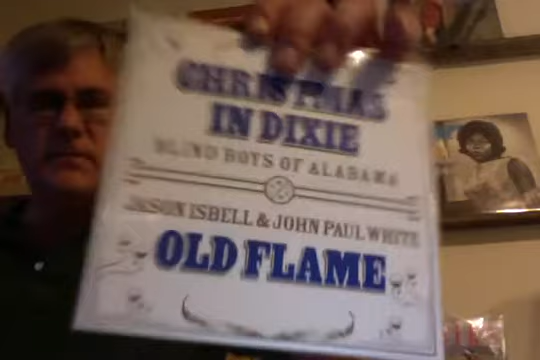 CHRISTMAS
IN DIXIE
BLIND BOYS OF ALABAMA
JASON ISBELL & JOHN PAUL WHITE
OLD FLAME